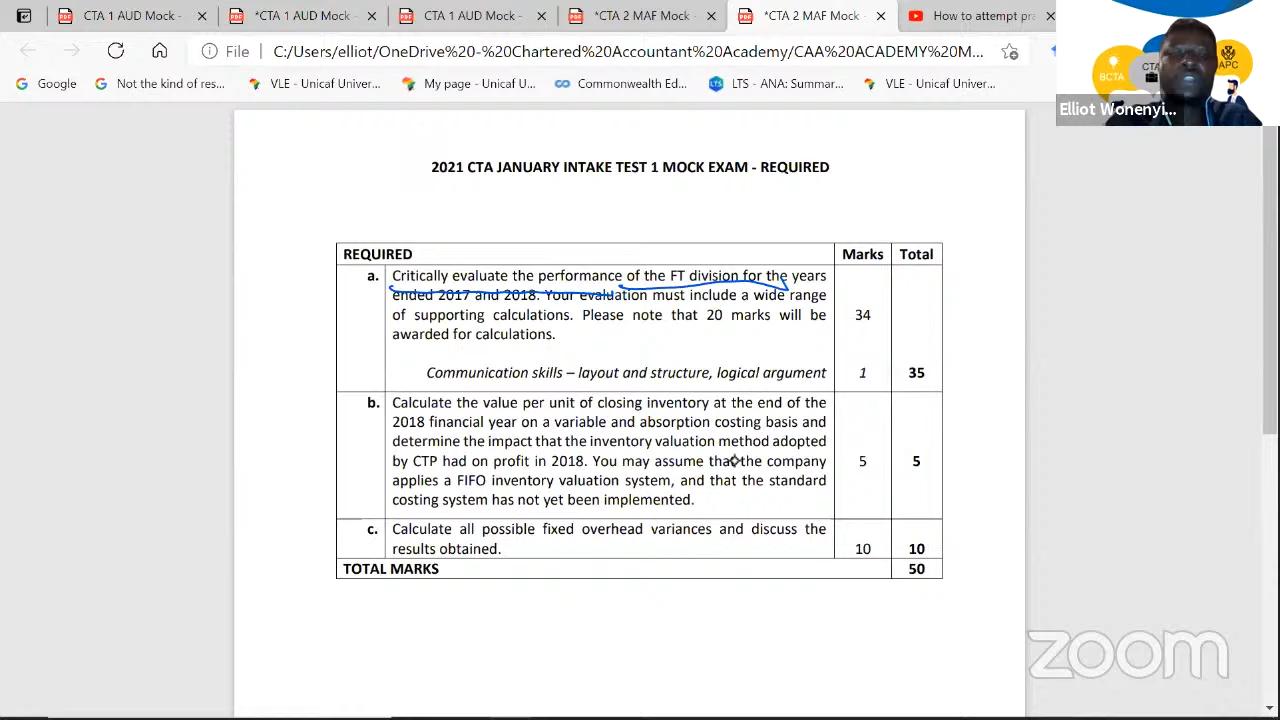 CTA 1 AUD Mock -
*CTA 1 AUD Mock -
CTA 1 AUD Mock -
*CTA 2 MAF Mock -
CTA 2 MAF Mock -
How to attempt pra
File
C:/Users/elliot/OneDrive%20-%20Chartered%20Accountant%20Academy/CAA%20ACADEMY%20M...
Google
Not the kind of res...
VLE - Unicaf Univer...
My page - Unicaf Univer...
Commonwealth Ed...
LTS - ANA: Summar...
VLE - Unicaf Univer...
BCTA
CTA
APC
Elliot Wonenyi...
2021 CTA JANUARY INTAKE TEST 1 MOCK EXAM - REQUIRED
REQUIRED Marks Total
a. Critically evaluate the performance of the FT division for the years
ended 2017 and 2018. Your evaluation must include a wide range
of supporting calculations. Please note that 20 marks will be 34
awarded for calculations.
Communication skills – layout and structure, logical argument 1 35
b. Calculate the value per unit of closing inventory at the end of the
2018 financial year on a variable and absorption costing basis and
determine the impact that the inventory valuation method adopted
by CTP had on profit in 2018. You may assume that the company 5 5
applies a FIFO inventory valuation system, and that the standard
costing system has not yet been implemented.
c. Calculate all possible fixed overhead variances and discuss the
results obtained. 10 10
TOTAL MARKS 50
zoom